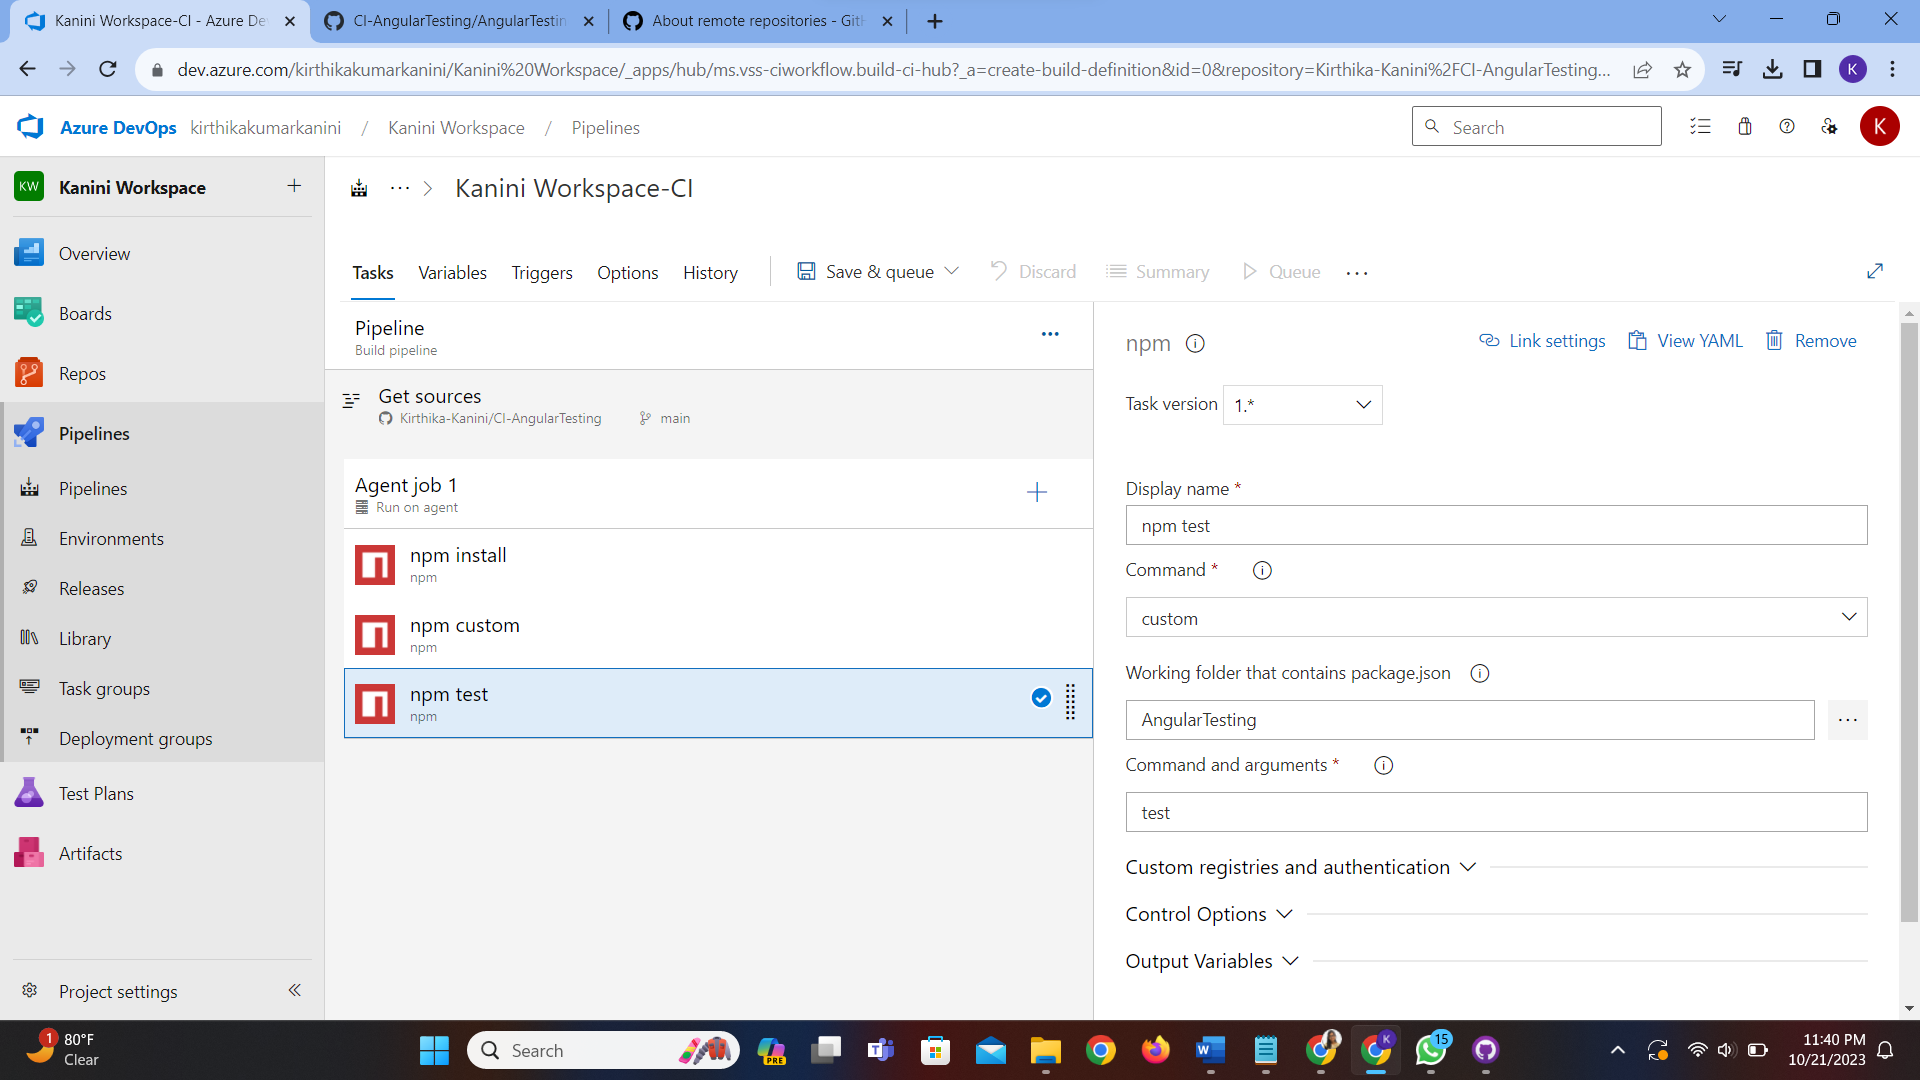 Kanini Workspace-CI - Azure De
CI-AngularTesting/AngularTestin
About remote repositories - Git
dev.azure.com/kirthikakumarkanini/Kanini%20Workspace/_apps/hub/ms.vss-ciworkflow.build-ci-hub?_a=create-build-definition&id=0&repository=Kirthika-Kanini%2FCI-AngularTesting...
K
Azure DevOps kirthikakumarkanini / Kanini Workspace / Pipelines
Search
K
KW Kanini Workspace
Overview
Boards
Repos
Pipelines
Pipelines
Environments
Releases
Library
Task groups
Deployment groups
Test Plans
Artifacts
Project settings
Kanini Workspace-CI
Tasks Variables Triggers Options History Save & queue Discard Summary Queue
Pipeline
Build pipeline
Get sources
Kirthika-Kanini/CI-AngularTesting main
Agent job 1
Run on agent
npm install
npm
npm custom
npm
npm test
npm
npm
Link settings View YAML Remove
Task version 1.*
Display name *
npm test
Command *
custom
Working folder that contains package.json
AngularTesting
Command and arguments *
test
Custom registries and authentication
Control Options
Output Variables
1
80°F
Clear
Search
PRE
K
15
11:40 PM
10/21/2023